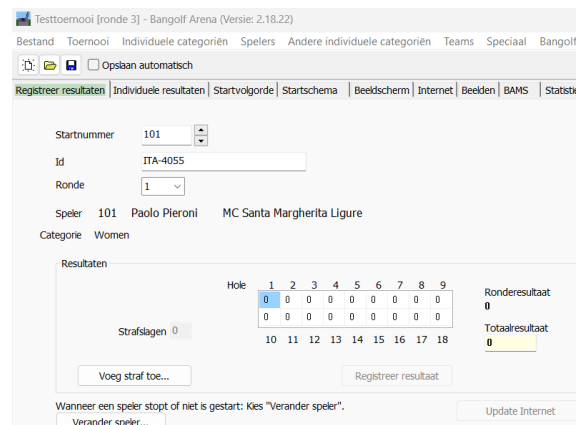 Testtoernooi [ronde 3] - Bangolf Arena (Versie: 2.18.22)
Bestand Toernooi Individuele categoriën Spelers Andere individuele categoriën Teams Speciaal Bangolf
Opslaan automatisch
Registreer resultaten Individuele resultaten Startvolgorde Startschema Beeldscherm Internet Beelden BAMS Statistie
Startnummer 101
Id ITA-4055
Ronde 1
Speler 101 Paolo Pieroni MC Santa Margherita Ligure
Categorie Women
Resultaten
Hole 1 2 3 4 5 6 7 8 9
0 0 0 0 0 0 0 0 0
Ronderesultaat
0
0 0 0 0 0 0 0 0 0
Strafslagen 0
Totaalresultaat
10 11 12 13 14 15 16 17 18
0
Voeg straf toe... Registreer resultaat
Wanneer een speler stopt of niet is gestart: Kies "Verander speler".
Verander speler... Update Internet